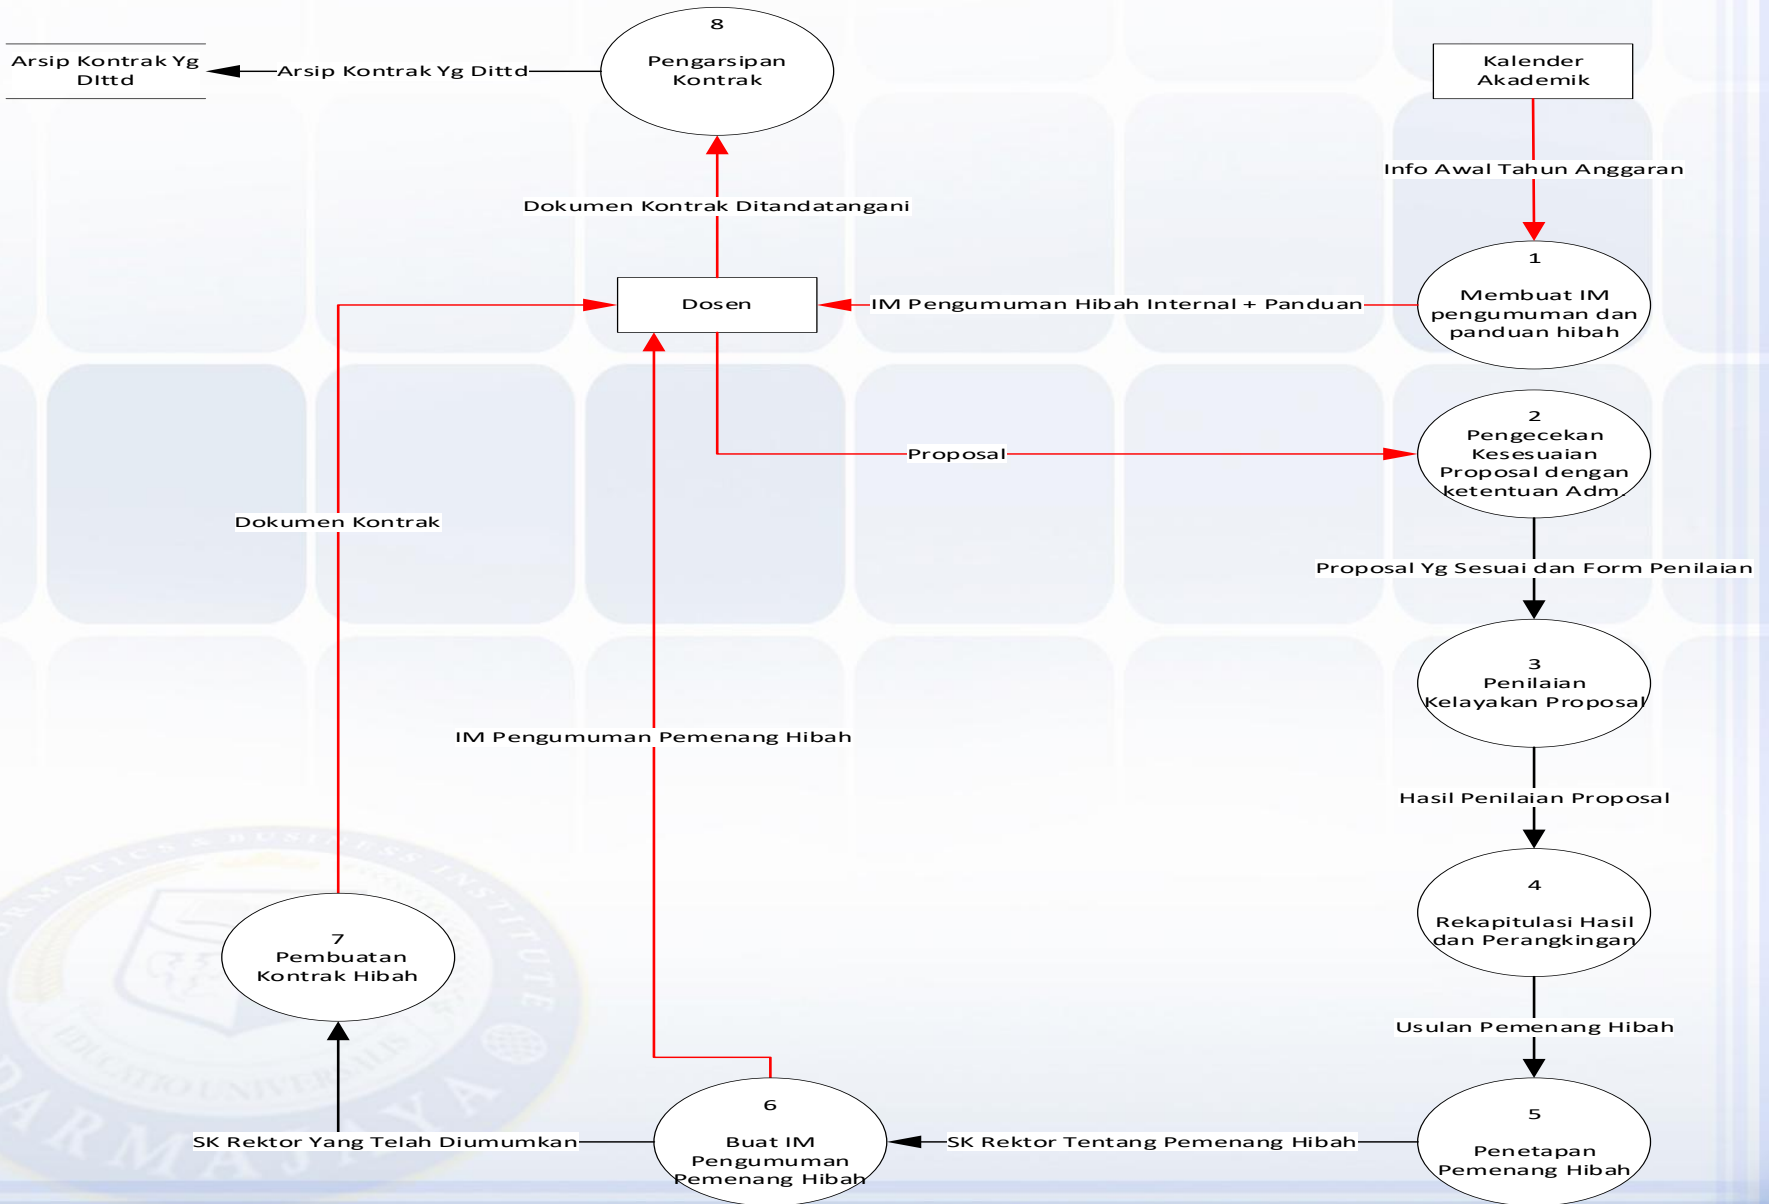 8
Pengarsipan
Kontrak
Arsip Kontrak Yg
DIttd
Arsip Kontrak Yg Dittd
Kalender
Akademik
Info Awal Tahun Anggaran
Dokumen Kontrak Ditandatangani
1
Membuat IM
pengumuman dan
panduan hibah
Dosen
IM Pengumuman Hibah Internal + Panduan
2
Pengecekan
Kesesuaian
Proposal dengan
ketentuan Adm.
Proposal
Dokumen Kontrak
Proposal Yg Sesuai dan Form Penilaian
3
Penilaian
Kelayakan Proposal
IM Pengumuman Pemenang Hibah
Hasil Penilaian Proposal
4
Rekapitulasi Hasil
dan Perangkingan
7
Pembuatan
Kontrak Hibah
Usulan Pemenang Hibah
6
Buat IM
Pengumuman
Pemenang Hibah
5
Penetapan
Pemenang Hibah
SK Rektor Yang Telah Diumumkan
SK Rektor Tentang Pemenang Hibah
BUSINESS INSTITUTE
DARMAJAYA